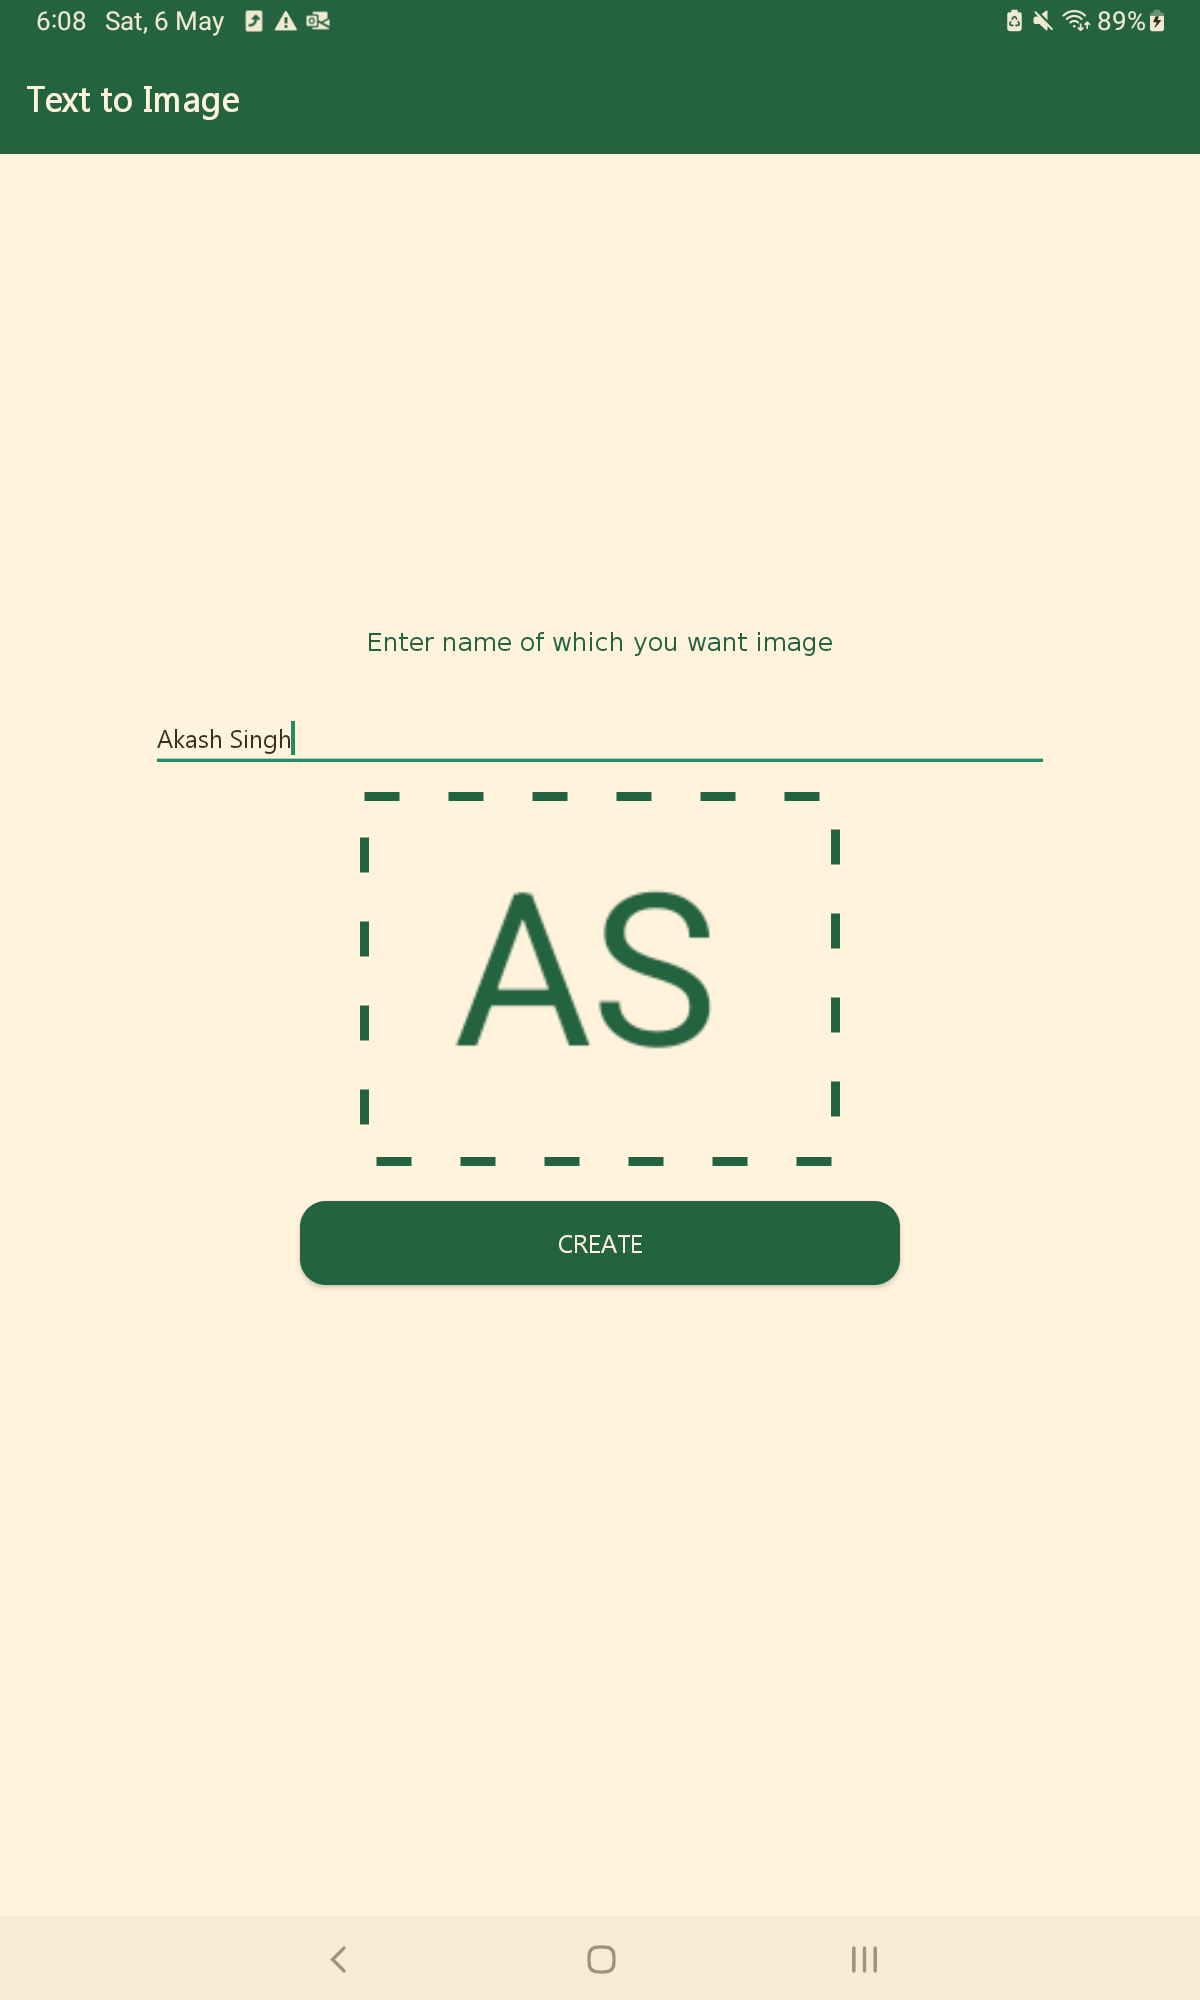 6:08 Sat, 6 May 89%
Text to Image
Enter name of which you want image
Akash Singh
AS
CREATE